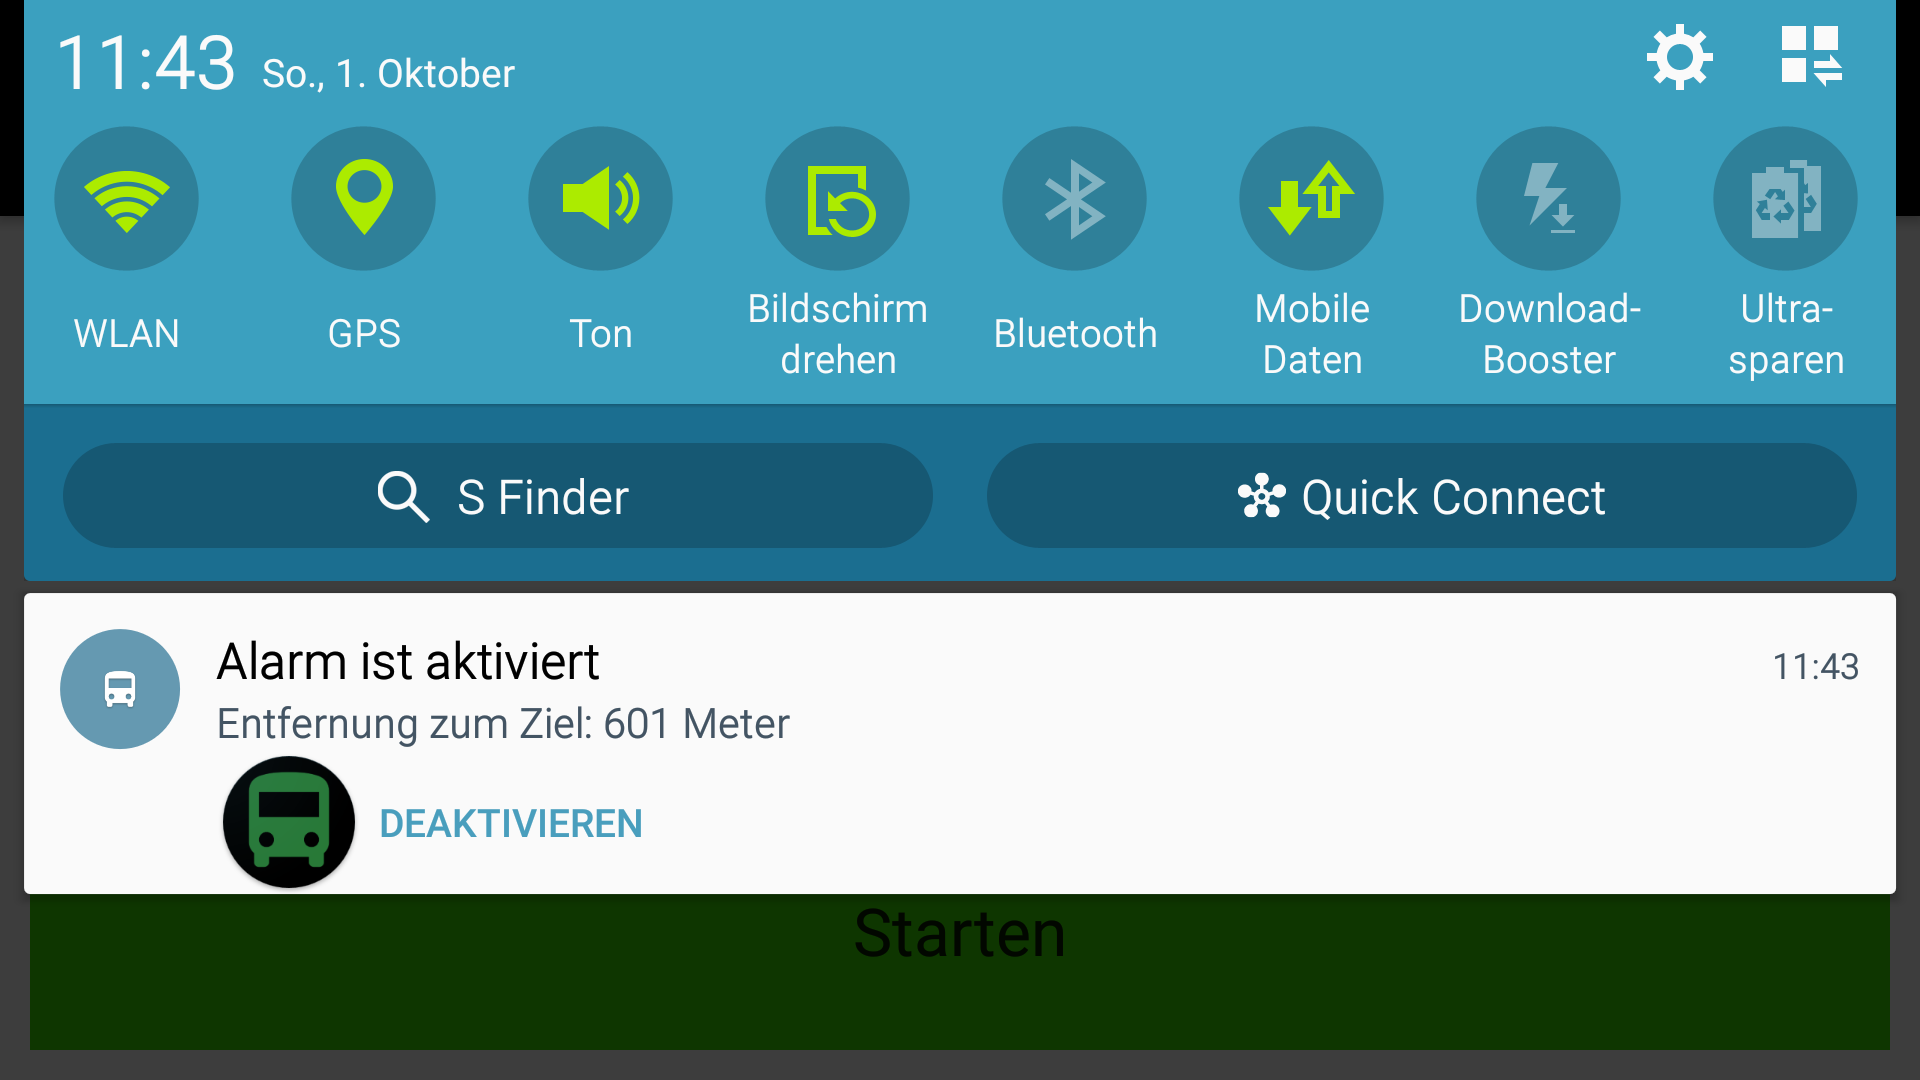 11:43 So., 1. Oktober
WLAN
GPS
Ton
Bildschirm
drehen
Bluetooth
Mobile
Daten
Download-
Booster
Ultra-
sparen
S Finder
Quick Connect
Alarm ist aktiviert
11:43
Entfernung zum Ziel: 601 Meter
DEAKTIVIEREN
Starten